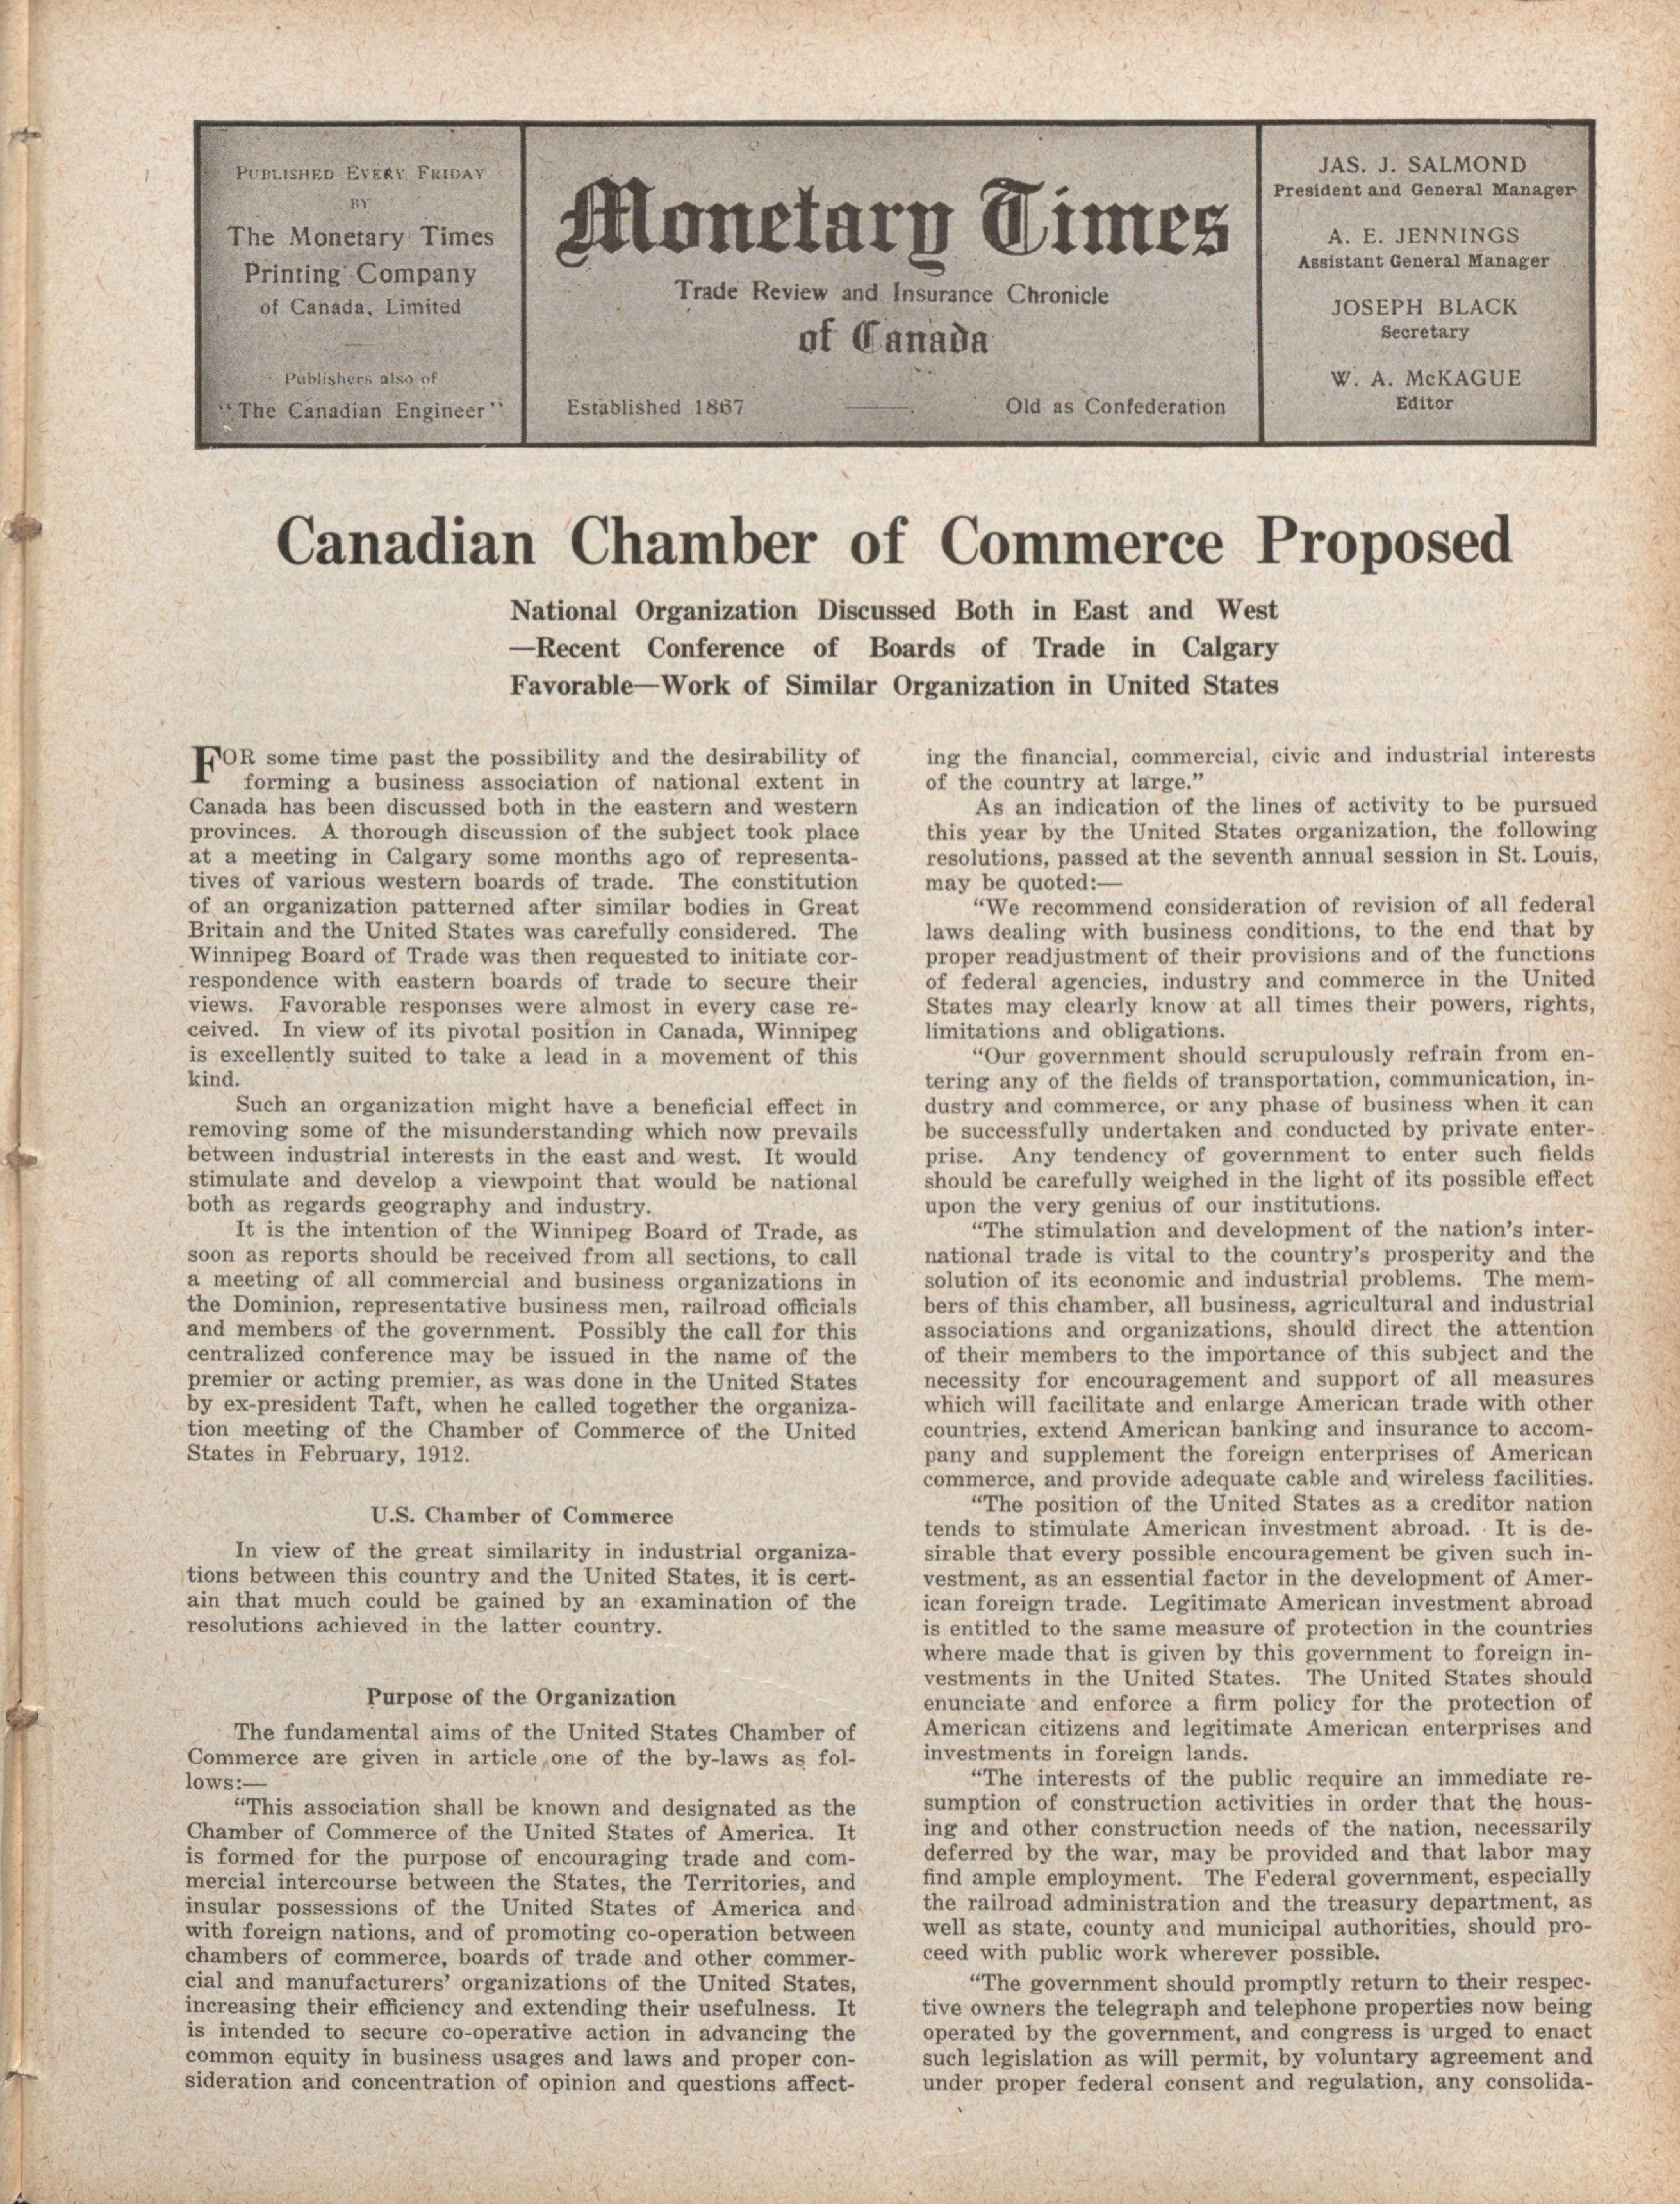 PUBLISHED EVERY FRIDAY
BY
The Monetary Times
Printing Company
of Canada, Limited
Publishers also of
"The Canadian Engineer"
Monetary Times
Trade Review and Insurance Chronicle
of Canada
Established 1867
Old as Confederation
JAS. J. SALMOND
President and General Manager
A. E. JENNINGS
Assistant General Manager
JOSEPH BLACK
Secretary
W. A. McKAGUE
Editor
Canadian Chamber of Commerce Proposed
National Organization Discussed Both in East and West
—Recent Conference of Boards of Trade in Calgary
Favorable—Work of Similar Organization in United States
FOR some time past the possibility and the desirability of
forming a business association of national extent in
Canada has been discussed both in the eastern and western
provinces. A thorough discussion of the subject took place
at a meeting in Calgary some months ago of representa-
tives of various western boards of trade. The constitution
of an organization patterned after similar bodies in Great
Britain and the United States was carefully considered. The
Winnipeg Board of Trade was then requested to initiate cor-
respondence with eastern boards of trade to secure their
views. Favorable responses were almost in every case re-
ceived. In view of its pivotal position in Canada, Winnipeg
is excellently suited to take a lead in a movement of this
kind.
Such an organization might have a beneficial effect in
removing some of the misunderstanding which now prevails
between industrial interests in the east and west. It would
stimulate and develop a viewpoint that would be national
both as regards geography and industry.
It is the intention of the Winnipeg Board of Trade, as
soon as reports should be received from all sections, to call
a meeting of all commercial and business organizations in
the Dominion, representative business men, railroad officials
and members of the government. Possibly the call for this
centralized conference may be issued in the name of the
premier or acting premier, as was done in the United States
by ex-president Taft, when he called together the organiza-
tion meeting of the Chamber of Commerce of the United
States in February, 1912.
U.S. Chamber of Commerce
In view of the great similarity in industrial organiza-
tions between this country and the United States, it is cert-
ain that much could be gained by an examination of the
resolutions achieved in the latter country.
Purpose of the Organization
The fundamental aims of the United States Chamber of
Commerce are given in article one of the by-laws as fol-
lows:—
"This association shall be known and designated as the
Chamber of Commerce of the United States of America. It
is formed for the purpose of encouraging trade and com-
mercial intercourse between the States, the Territories, and
insular possessions of the United States of America and
with foreign nations, and of promoting co-operation between
chambers of commerce, boards of trade and other commer-
cial and manufacturers' organizations of the United States,
increasing their efficiency and extending their usefulness. It
is intended to secure co-operative action in advancing the
common equity in business usages and laws and proper con-
sideration and concentration of opinion and questions affect-
ing the financial, commercial, civic and industrial interests
of the country at large."
As an indication of the lines of activity to be pursued
this year by the United States organization, the following
resolutions, passed at the seventh annual session in St. Louis,
may be quoted:—
"We recommend consideration of revision of all federal
laws dealing with business conditions, to the end that by
proper readjustment of their provisions and of the functions
of federal agencies, industry and commerce in the United
States may clearly know at all times their powers, rights,
limitations and obligations.
"Our government should scrupulously refrain from en-
tering any of the fields of transportation, communication, in-
dustry and commerce, or any phase of business when it can
be successfully undertaken and conducted by private enter-
prise. Any tendency of government to enter such fields
should be carefully weighed in the light of its possible effect
upon the very genius of our institutions.
"The stimulation and development of the nation's inter-
national trade is vital to the country's prosperity and the
solution of its economic and industrial problems. The mem-
bers of this chamber, all business, agricultural and industrial
associations and organizations, should direct the attention
of their members to the importance of this subject and the
necessity for encouragement and support of all measures
which will facilitate and enlarge American trade with other
countries, extend American banking and insurance to accom-
pany and supplement the foreign enterprises of American
commerce, and provide adequate cable and wireless facilities.
"The position of the United States as a creditor nation
tends to stimulate American investment abroad. It is de-
sirable that every possible encouragement be given such in-
vestment, as an essential factor in the development of Amer-
ican foreign trade. Legitimate American investment abroad
is entitled to the same measure of protection in the countries
where made that is given by this government to foreign in-
vestments in the United States. The United States should
enunciate and enforce a firm policy for the protection of
American citizens and legitimate American enterprises and
investments in foreign lands.
"The interests of the public require an immediate re-
sumption of construction activities in order that the hous-
ing and other construction needs of the nation, necessarily
deferred by the war, may be provided and that labor may
find ample employment. The Federal government, especially
the railroad administration and the treasury department, as
well as state, county and municipal authorities, should pro-
ceed with public work wherever possible.
"The government should promptly return to their respec-
tive owners the telegraph and telephone properties now being
operated by the government, and congress is urged to enact
such legislation as will permit, by voluntary agreement and
under proper federal consent and regulation, any consolida-